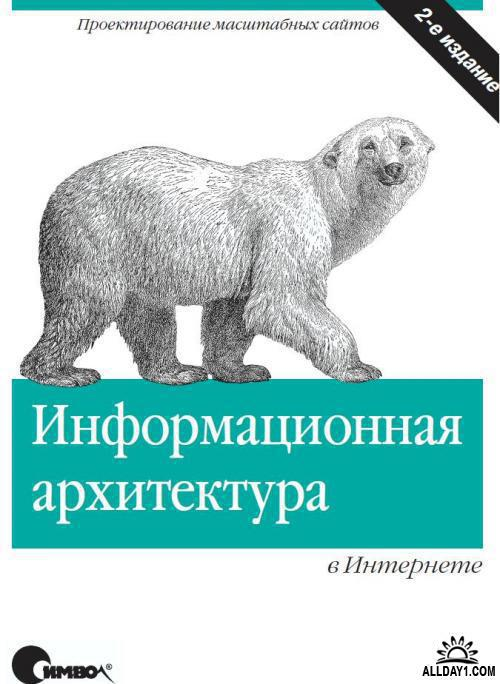 Проектирование масштабных сайтов
2-е издание
Информационная
архитектура
в Интернете
Символ®
ALLDAY1.COM